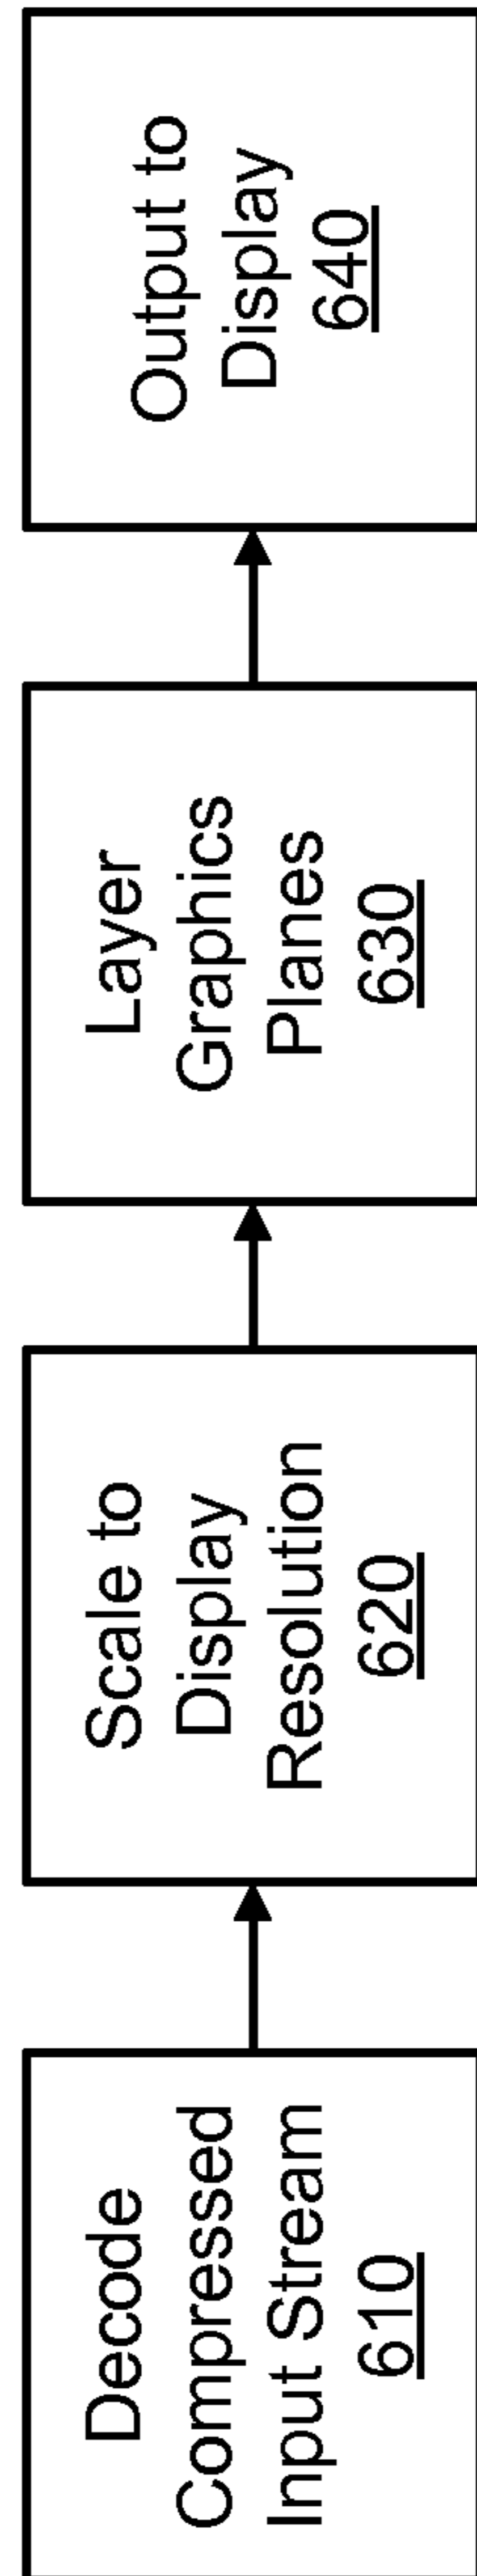 Decode
Compressed
Input Stream
610
Scale to
Display
Resolution
620
Layer
Graphics
Planes
630
Output to
Display
640